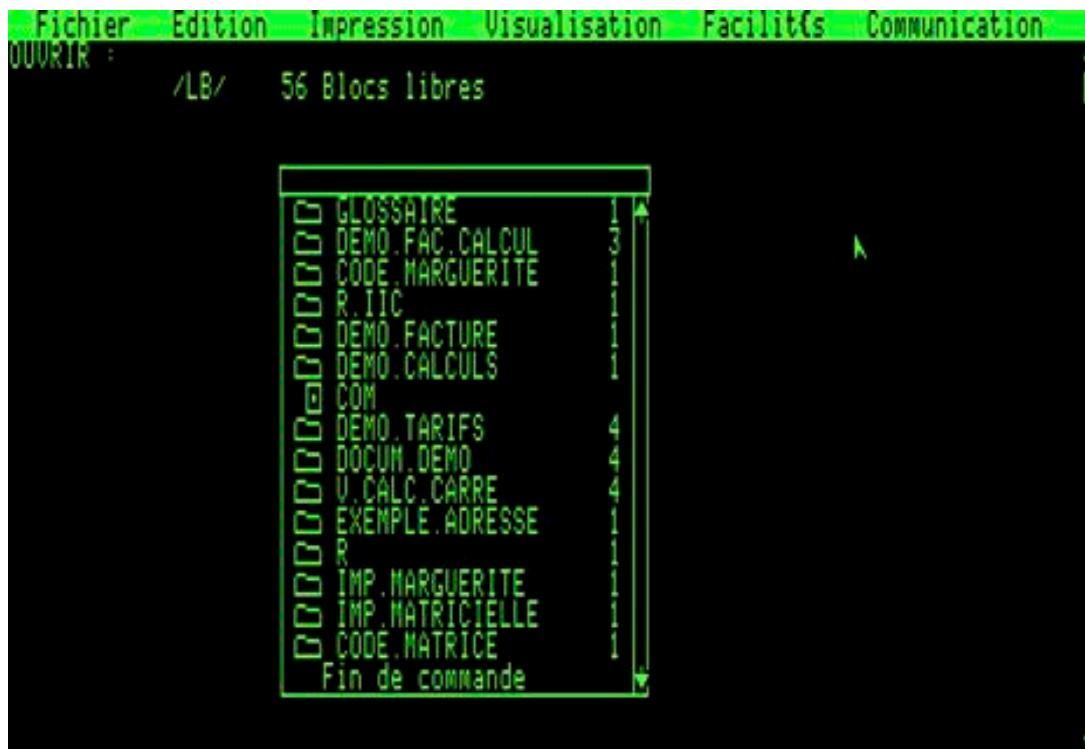 Fichier Edition Impression Visualisation Facilit€s Communication
OUVRIR :
/LB/ 56 Blocs libres
GLOSSAIRE 1
DEMO.FAC.CALCUL 3
CODE.MARGUERITE 1
R.IIC 1
DEMO.FACTURE 1
DEMO.CALCULS 1
COM
DEMO.TARIFS 4
DOCUM.DEMO 4
V.CALC.CARRE 4
EXEMPLE.ADRESSE 1
R 1
IMP.MARGUERITE 1
IMP.MATRICIELLE 1
CODE.MATRICE 1
Fin de commande